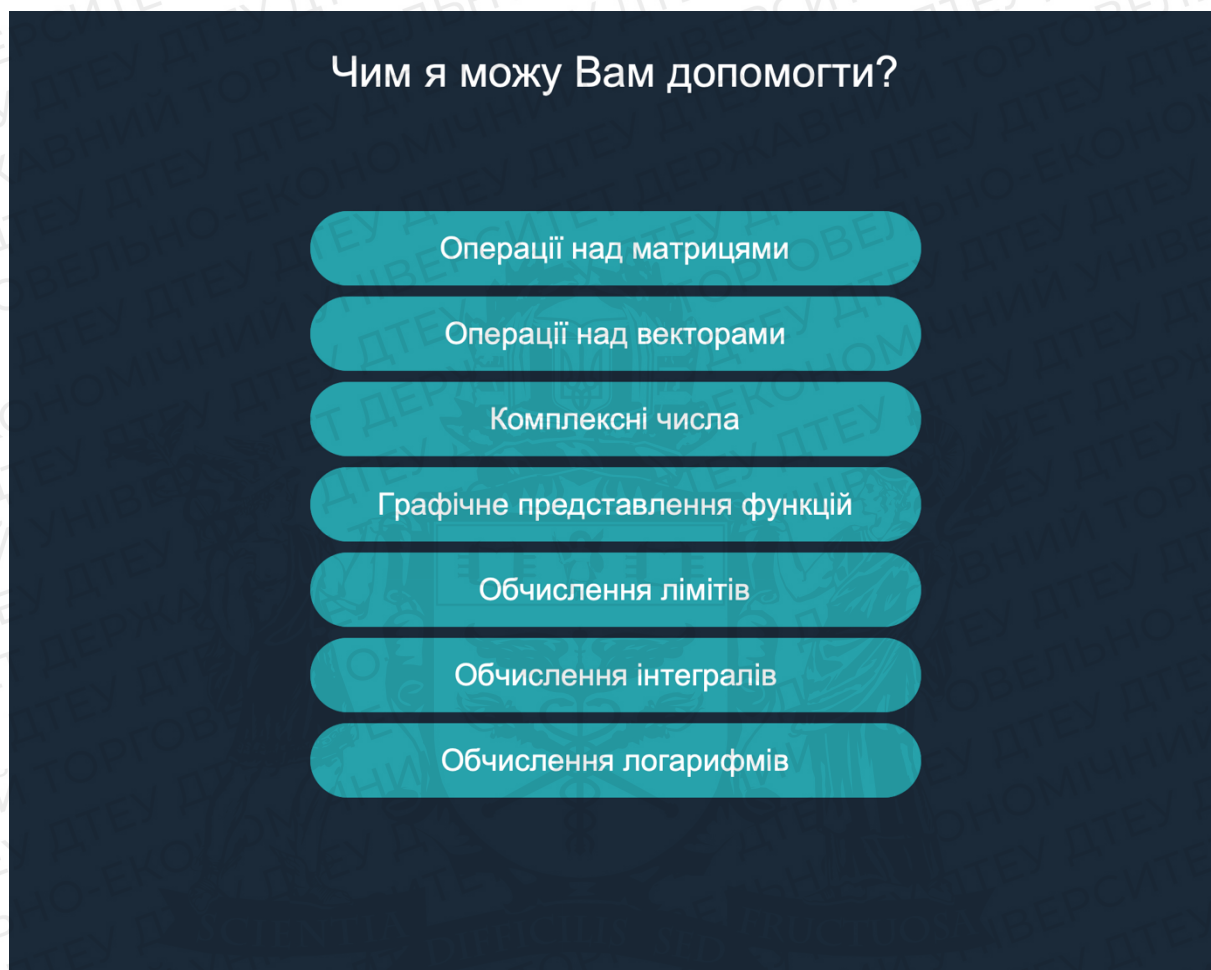 Чим я можу Вам допомогти?
Операції над матрицями
Операції над векторами
Комплексні числа
Графічне представлення функцій
Обчислення лімітів
Обчислення інтегралів
Обчислення логарифмів